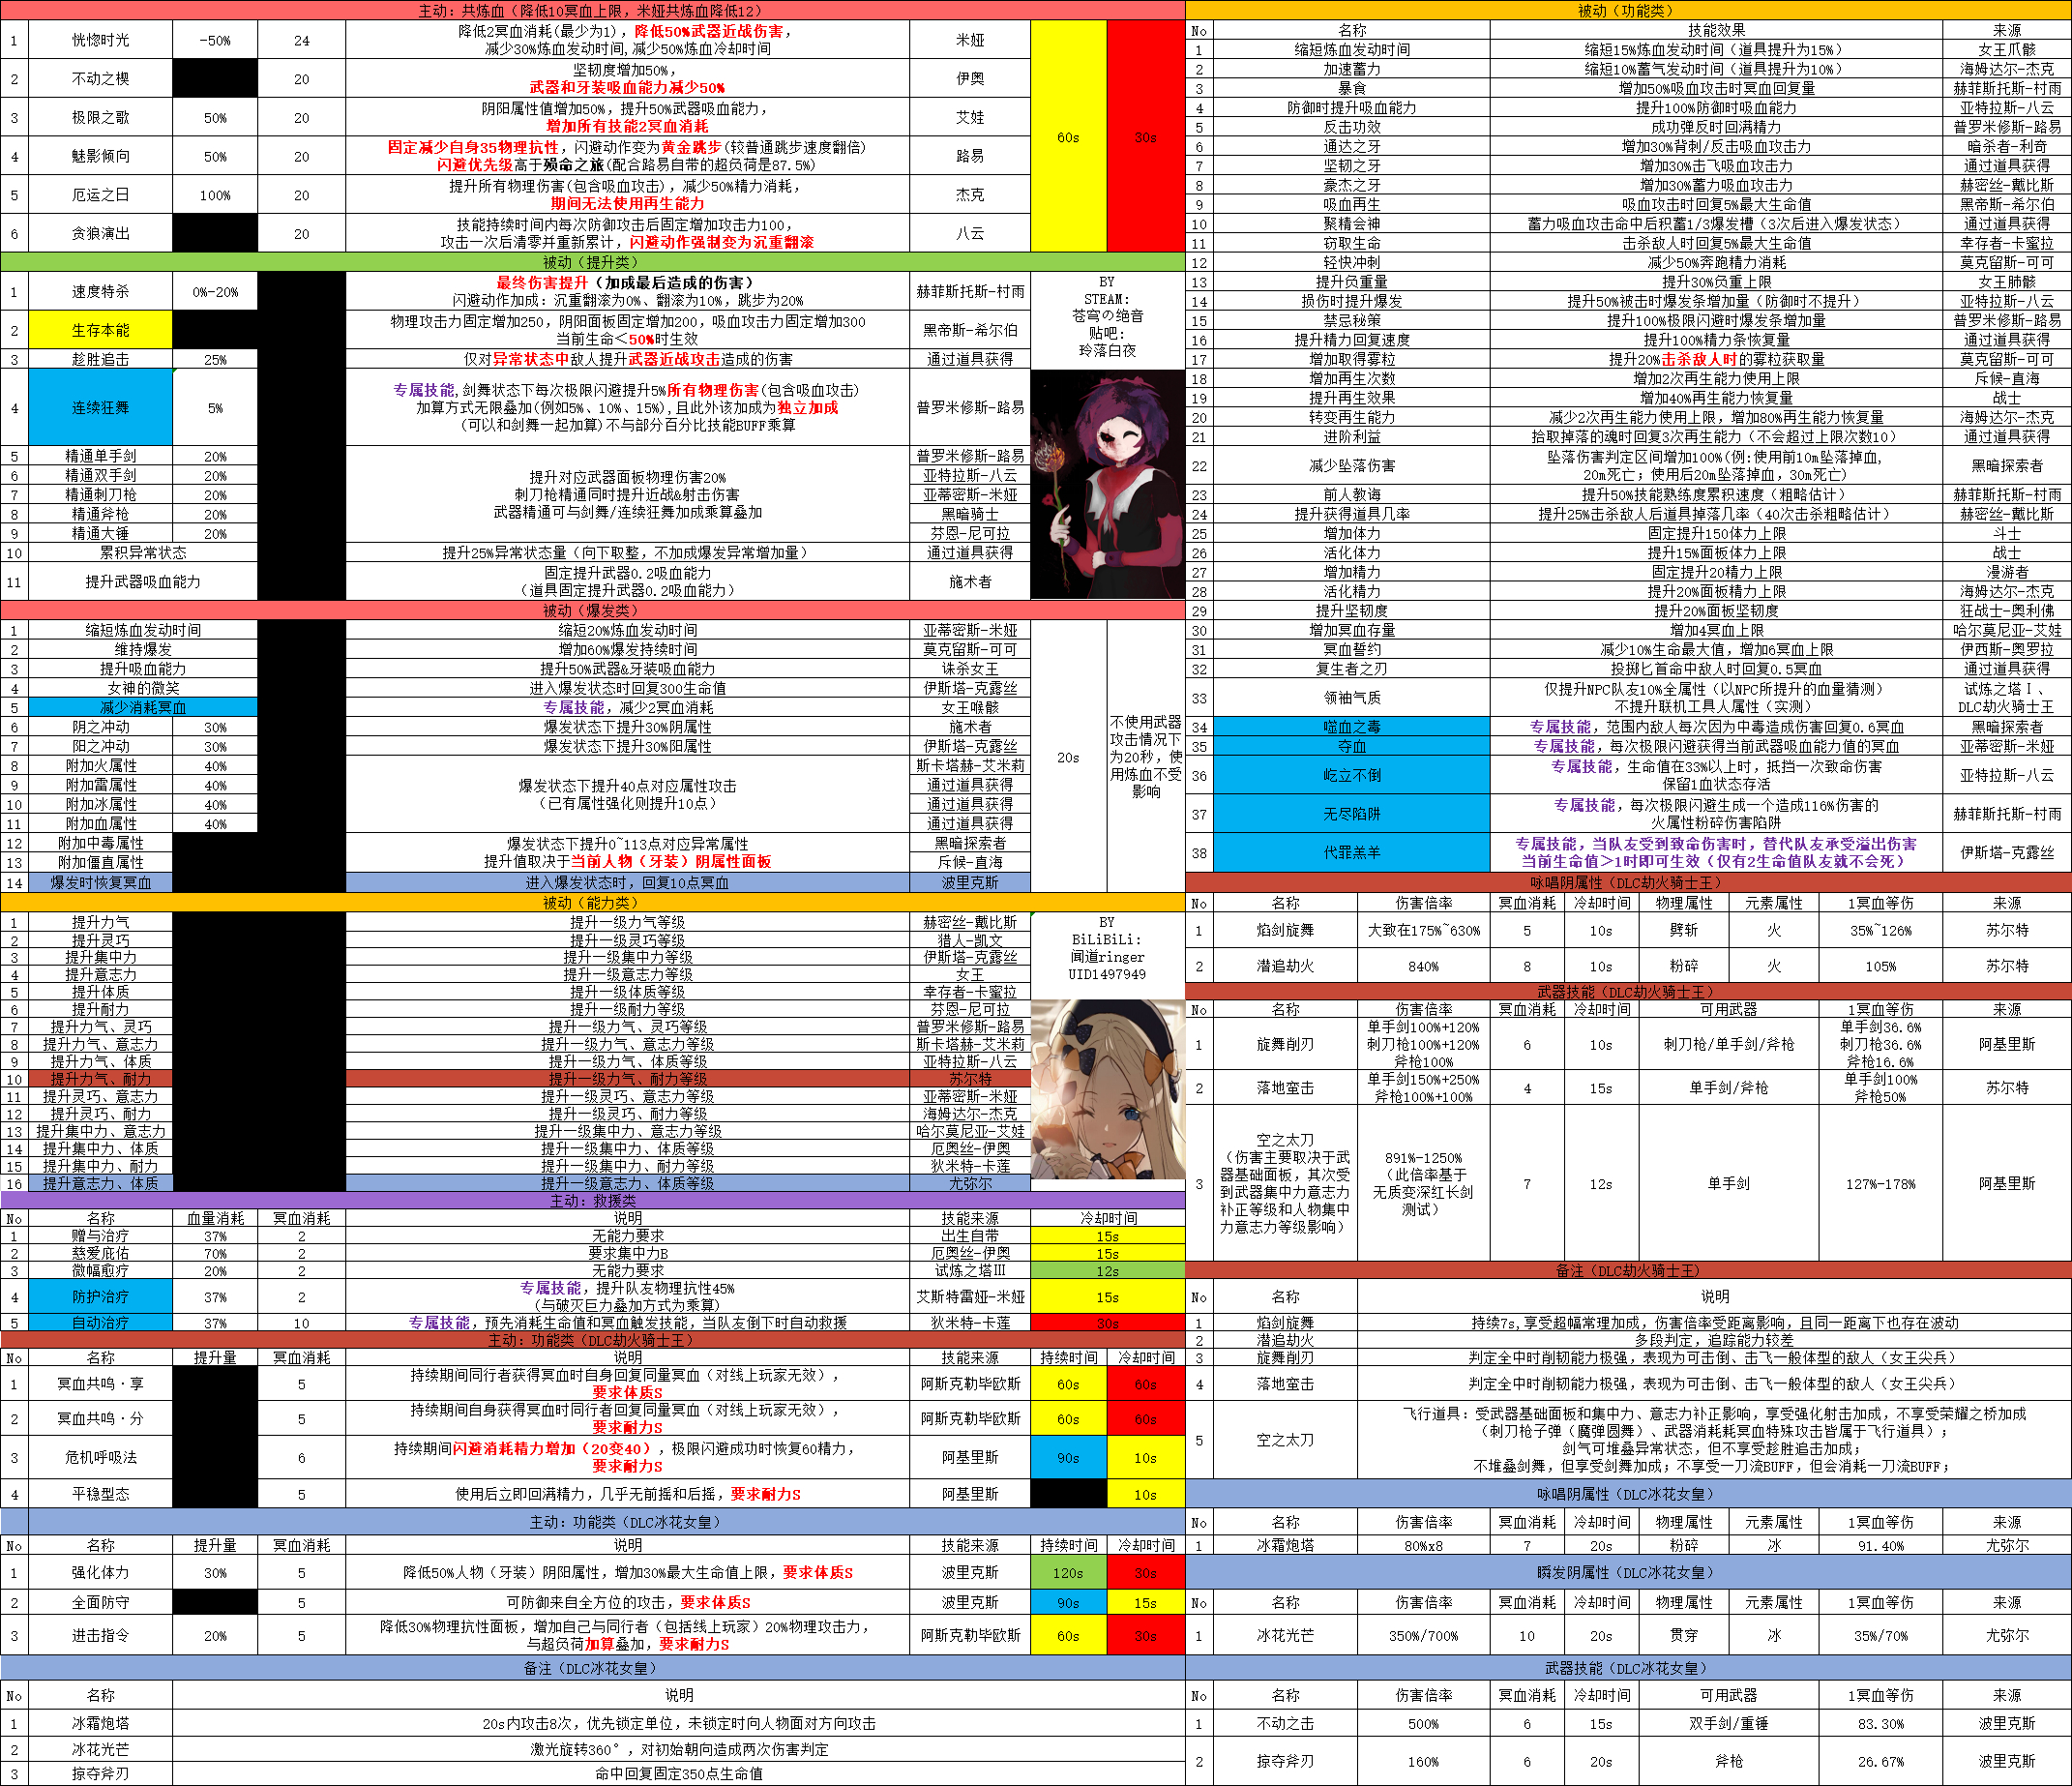 主动：共炼血（降低10冥血上限，米娅共炼血降低12）
1 恍惚时光 -50% 24 降低2冥血消耗(最少为1)，降低50%武器近战伤害， 米娅 60s 30s
减少30%炼血发动时间,减少50%炼血冷却时间
2 不动之楔 20 坚韧度增加50%， 伊奥
武器和牙装吸血能力减少50%
3 极限之歌 50% 20 阴阳属性值增加50%，提升50%武器吸血能力， 艾娃
增加所有技能2冥血消耗
4 魅影倾向 50% 20 固定减少自身35物理抗性，闪避动作变为黄金跳步(较普通跳步速度翻倍) 路易
闪避优先级高于殒命之旅(配合路易自带的超负荷是87.5%)
5 厄运之日 100% 20 提升所有物理伤害(包含吸血攻击)，减少50%精力消耗， 杰克
期间无法使用再生能力
6 贪狼演出 20 技能持续时间内每次防御攻击后固定增加攻击力100， 八云
攻击一次后清零并重新累计，闪避动作强制变为沉重翻滚
被动（提升类）
1 速度特杀 0%-20% 最终伤害提升（加成最后造成的伤害） 赫菲斯托斯-村雨
闪避动作加成：沉重翻滚为0%、翻滚为10%，跳步为20%
2 生存本能 物理攻击力固定增加250，阴阳面板固定增加200，吸血攻击力固定增加300 黑帝斯-希尔伯
当前生命＜50%时生效
3 趁胜追击 25% 仅对异常状态中敌人提升武器近战攻击造成的伤害 通过道具获得
4 连续狂舞 5% 专属技能,剑舞状态下每次极限闪避提升5%所有物理伤害(包含吸血攻击) 普罗米修斯-路易
加算方式无限叠加(例如5%、10%、15%),且此外该加成为独立加成
(可以和剑舞一起加算)不与部分百分比技能BUFF乘算
5 精通单手剑 20% 普罗米修斯-路易
6 精通双手剑 20% 提升对应武器面板物理伤害20% 亚特拉斯-八云
7 精通刺刀枪 20% 刺刀枪精通同时提升近战&射击伤害 亚蒂密斯-米娅
8 精通斧枪 20% 武器精通可与剑舞/连续狂舞加成乘算叠加 黑暗骑士
9 精通大锤 20% 芬恩-尼可拉
10 累积异常状态 提升25%异常状态量（向下取整，不加成爆发异常增加量） 通过道具获得
11 提升武器吸血能力 固定提升武器0.2吸血能力 施术者
（道具固定提升武器0.2吸血能力）
BY
STEAM:
苍穹の绝音
贴吧:
玲落白夜
被动（爆发类）
1 缩短炼血发动时间 缩短20%炼血发动时间 亚蒂密斯-米娅
2 维持爆发 增加60%爆发持续时间 莫克留斯-可可
3 提升吸血能力 提升50%武器&牙装吸血能力 诛杀女王
4 女神的微笑 进入爆发状态时回复300生命值 伊斯塔-克露丝
5 减少消耗冥血 专属技能，减少2冥血消耗 女王喉骸
6 阴之冲动 30% 爆发状态下提升30%阴属性 施术者
7 阳之冲动 30% 爆发状态下提升30%阳属性 伊斯塔-克露丝
8 附加火属性 40% 斯卡塔赫-艾米莉
9 附加雷属性 40% 爆发状态下提升40点对应属性攻击 通过道具获得
10 附加冰属性 40% （已有属性强化则提升10点） 通过道具获得
11 附加血属性 40% 通过道具获得
12 附加中毒属性 爆发状态下提升0~113点对应异常属性 黑暗探索者
13 附加僵直属性 提升值取决于当前人物（牙装）阴属性面板 斥候-直海
14 爆发时恢复冥血 进入爆发状态时，回复10点冥血 波里克斯
20s
不使用武器
攻击情况下
为20秒，使
用炼血不受
影响
被动（能力类）
1 提升力气 提升一级力气等级 赫密丝-戴比斯
2 提升灵巧 提升一级灵巧等级 猎人-凯文
3 提升集中力 提升一级集中力等级 伊斯塔-克露丝
4 提升意志力 提升一级意志力等级 女王
5 提升体质 提升一级体质等级 幸存者-卡蜜拉
6 提升耐力 提升一级耐力等级 芬恩-尼可拉
7 提升力气、灵巧 提升一级力气、灵巧等级 普罗米修斯-路易
8 提升力气、意志力 提升一级力气、意志力等级 斯卡塔赫-艾米莉
9 提升力气、体质 提升一级力气、体质等级 亚特拉斯-八云
10 提升力气、耐力 提升一级力气、耐力等级 苏尔特
11 提升灵巧、意志力 提升一级灵巧、意志力等级 亚蒂密斯-米娅
12 提升灵巧、耐力 提升一级灵巧、耐力等级 海姆达尔-杰克
13 提升集中力、意志力 提升一级集中力、意志力等级 哈尔莫尼亚-艾娃
14 提升集中力、体质 提升一级集中力、体质等级 厄奥丝-伊奥
15 提升集中力、耐力 提升一级集中力、耐力等级 狄米特-卡莲
16 提升意志力、体质 提升一级意志力、体质等级 尤弥尔
BY
BiLiBiLi:
闻道ringer
UID1497949
主动：救援类
No 名称 血量消耗 冥血消耗 说明 技能来源 冷却时间
1 赠与治疗 37% 2 无能力要求 出生自带 15s
2 慈爱庇佑 70% 2 要求集中力B 厄奥丝-伊奥 15s
3 微幅愈疗 20% 2 无能力要求 试炼之塔Ⅲ 12s
4 防护治疗 37% 2 专属技能，提升队友物理抗性45% 艾斯特雷娅-米娅 15s
(与破灭巨力叠加方式为乘算)
5 自动治疗 37% 10 专属技能，预先消耗生命值和冥血触发技能，当队友倒下时自动救援 狄米特-卡莲 30s
主动：功能类（DLC劫火骑士王）
No 名称 提升量 冥血消耗 说明 技能来源 持续时间 冷却时间
1 冥血共鸣·享 5 持续期间同行者获得冥血时自身回复同量冥血（对线上玩家无效）， 阿斯克勒毕欧斯 60s 60s
要求体质S
2 冥血共鸣·分 5 持续期间自身获得冥血时同行者回复同量冥血（对线上玩家无效）， 阿斯克勒毕欧斯 60s 60s
要求耐力S
3 危机呼吸法 6 持续期间闪避消耗精力增加（20变40），极限闪避成功时恢复60精力， 阿基里斯 90s 10s
要求耐力S
4 平稳型态 5 使用后立即回满精力，几乎无前摇和后摇，要求耐力S 阿基里斯 10s
主动：功能类（DLC冰花女皇）
No 名称 提升量 冥血消耗 说明 技能来源 持续时间 冷却时间
1 强化体力 30% 5 降低50%人物（牙装）阴阳属性，增加30%最大生命值上限，要求体质S 波里克斯 120s 30s
2 全面防守 5 可防御来自全方位的攻击，要求体质S 波里克斯 90s 15s
3 进击指令 20% 5 降低30%物理抗性面板，增加自己与同行者（包括线上玩家）20%物理攻击力， 阿斯克勒毕欧斯 60s 30s
与超负荷加算叠加，要求耐力S
备注（DLC冰花女皇）
No 名称 说明
1 冰霜炮塔 20s内攻击8次，优先锁定单位，未锁定时向人物面对方向攻击
2 冰花光芒 激光旋转360°，对初始朝向造成两次伤害判定
3 掠夺斧刃 命中回复固定350点生命值
被动（功能类）
No 名称 技能效果 来源
1 缩短炼血发动时间 缩短15%炼血发动时间（道具提升为15%） 女王爪骸
2 加速蓄力 缩短10%蓄气发动时间（道具提升为10%） 海姆达尔-杰克
3 暴食 增加50%吸血攻击时冥血回复量 赫菲斯托斯-村雨
4 防御时提升吸血能力 提升100%防御时吸血能力 亚特拉斯-八云
5 反击功效 成功弹反时回满精力 普罗米修斯-路易
6 通达之牙 增加30%背刺/反击吸血攻击力 暗杀者-利奇
7 坚韧之牙 增加30%击飞吸血攻击力 通过道具获得
8 豪杰之牙 增加30%蓄力吸血攻击力 赫密丝-戴比斯
9 吸血再生 吸血攻击时回复5%最大生命值 黑帝斯-希尔伯
10 聚精会神 蓄力吸血攻击命中后积蓄1/3爆发槽（3次后进入爆发状态） 通过道具获得
11 窃取生命 击杀敌人时回复5%最大生命值 幸存者-卡蜜拉
12 轻快冲刺 减少50%奔跑精力消耗 莫克留斯-可可
13 提升负重量 提升30%负重上限 女王肺骸
14 损伤时提升爆发 提升50%被击时爆发条增加量（防御时不提升） 亚特拉斯-八云
15 禁忌秘策 提升100%极限闪避时爆发条增加量 普罗米修斯-路易
16 提升精力回复速度 提升100%精力条恢复量 通过道具获得
17 增加取得雾粒 提升20%击杀敌人时的雾粒获取量 莫克留斯-可可
18 增加再生次数 增加2次再生能力使用上限 斥候-直海
19 提升再生效果 增加40%再生能力恢复量 战士
20 转变再生能力 减少2次再生能力使用上限，增加80%再生能力恢复量 海姆达尔-杰克
21 进阶利益 拾取掉落的魂时回复3次再生能力（不会超过上限次数10） 通过道具获得
22 减少坠落伤害 坠落伤害判定区间增加100%(例:使用前10m坠落掉血, 黑暗探索者
20m死亡；使用后20m坠落掉血，30m死亡)
23 前人教诲 提升50%技能熟练度累积速度（粗略估计） 赫菲斯托斯-村雨
24 提升获得道具几率 提升25%击杀敌人后道具掉落几率（40次击杀粗略估计） 赫密丝-戴比斯
25 增加体力 固定提升150体力上限 斗士
26 活化体力 提升15%面板体力上限 战士
27 增加精力 固定提升20精力上限 漫游者
28 活化精力 提升20%面板精力上限 海姆达尔-杰克
29 提升坚韧度 提升20%面板坚韧度 狂战士-奥利佛
30 增加冥血存量 增加4冥血上限 哈尔莫尼亚-艾娃
31 冥血誓约 减少10%生命最大值，增加6冥血上限 伊西斯-奥罗拉
32 复生者之刃 投掷匕首命中敌人时回复0.5冥血 通过道具获得
33 领袖气质 仅提升NPC队友10%全属性（以NPC所提升的血量猜测） 试炼之塔Ⅰ、
不提升联机工具人属性（实测） DLC劫火骑士王
34 噬血之毒 专属技能，范围内敌人每次因为中毒造成伤害回复0.6冥血 黑暗探索者
35 夺血 专属技能，每次极限闪避获得当前武器吸血能力值的冥血 亚蒂密斯-米娅
36 屹立不倒 专属技能，生命值在33%以上时，抵挡一次致命伤害 亚特拉斯-八云
保留1血状态存活
37 无尽陷阱 专属技能，每次极限闪避生成一个造成116%伤害的 赫菲斯托斯-村雨
火属性粉碎伤害陷阱
38 代罪羔羊 专属技能，当队友受到致命伤害时，替代队友承受溢出伤害 伊斯塔-克露丝
当前生命值＞1时即可生效（仅有2生命值队友就不会死）
咏唱阴属性（DLC劫火骑士王）
No 名称 伤害倍率 冥血消耗 冷却时间 物理属性 元素属性 1冥血等伤 来源
1 焰剑旋舞 大致在175%~630% 5 10s 劈斩 火 35%~126% 苏尔特
2 潜追劫火 840% 8 10s 粉碎 火 105% 苏尔特
武器技能（DLC劫火骑士王）
No 名称 伤害倍率 冥血消耗 冷却时间 可用武器 1冥血等伤 来源
单手剑100%+120% 单手剑36.6%
1 旋舞削刃 刺刀枪100%+120% 6 10s 刺刀枪/单手剑/斧枪 刺刀枪36.6% 阿基里斯
斧枪100% 斧枪16.6%
2 落地蛮击 单手剑150%+250% 4 15s 单手剑/斧枪 单手剑100% 苏尔特
斧枪100%+100% 斧枪50%
空之太刀
（伤害主要取决于武 891%-1250%
器基础面板，其次受 （此倍率基于
3 到武器集中力意志力 无质变深红长剑 7 12s 单手剑 127%-178% 阿基里斯
补正等级和人物集中 测试）
力意志力等级影响）
备注（DLC劫火骑士王)
No 名称 说明
1 焰剑旋舞 持续7s,享受超幅常理加成，伤害倍率受距离影响，且同一距离下也存在波动
2 潜追劫火 多段判定，追踪能力较差
3 旋舞削刃 判定全中时削韧能力极强，表现为可击倒、击飞一般体型的敌人（女王尖兵）
4 落地蛮击 判定全中时削韧能力极强，表现为可击倒、击飞一般体型的敌人（女王尖兵）
5 空之太刀 飞行道具：受武器基础面板和集中力、意志力补正影响，享受强化射击加成，不享受荣耀之桥加成
（刺刀枪子弹（魔弹圆舞）、武器消耗耗冥血特殊攻击皆属于飞行道具）；
剑气可堆叠异常状态，但不享受趁胜追击加成；
不堆叠剑舞，但享受剑舞加成；不享受一刀流BUFF，但会消耗一刀流BUFF；
咏唱阴属性（DLC冰花女皇）
No 名称 伤害倍率 冥血消耗 冷却时间 物理属性 元素属性 1冥血等伤 来源
1 冰霜炮塔 80%x8 7 20s 粉碎 冰 91.40% 尤弥尔
瞬发阴属性（DLC冰花女皇）
No 名称 伤害倍率 冥血消耗 冷却时间 物理属性 元素属性 1冥血等伤 来源
1 冰花光芒 350%/700% 10 20s 贯穿 冰 35%/70% 尤弥尔
武器技能（DLC冰花女皇）
No 名称 伤害倍率 冥血消耗 冷却时间 可用武器 1冥血等伤 来源
1 不动之击 500% 6 15s 双手剑/重锤 83.30% 波里克斯
2 掠夺斧刃 160% 6 20s 斧枪 26.67% 波里克斯